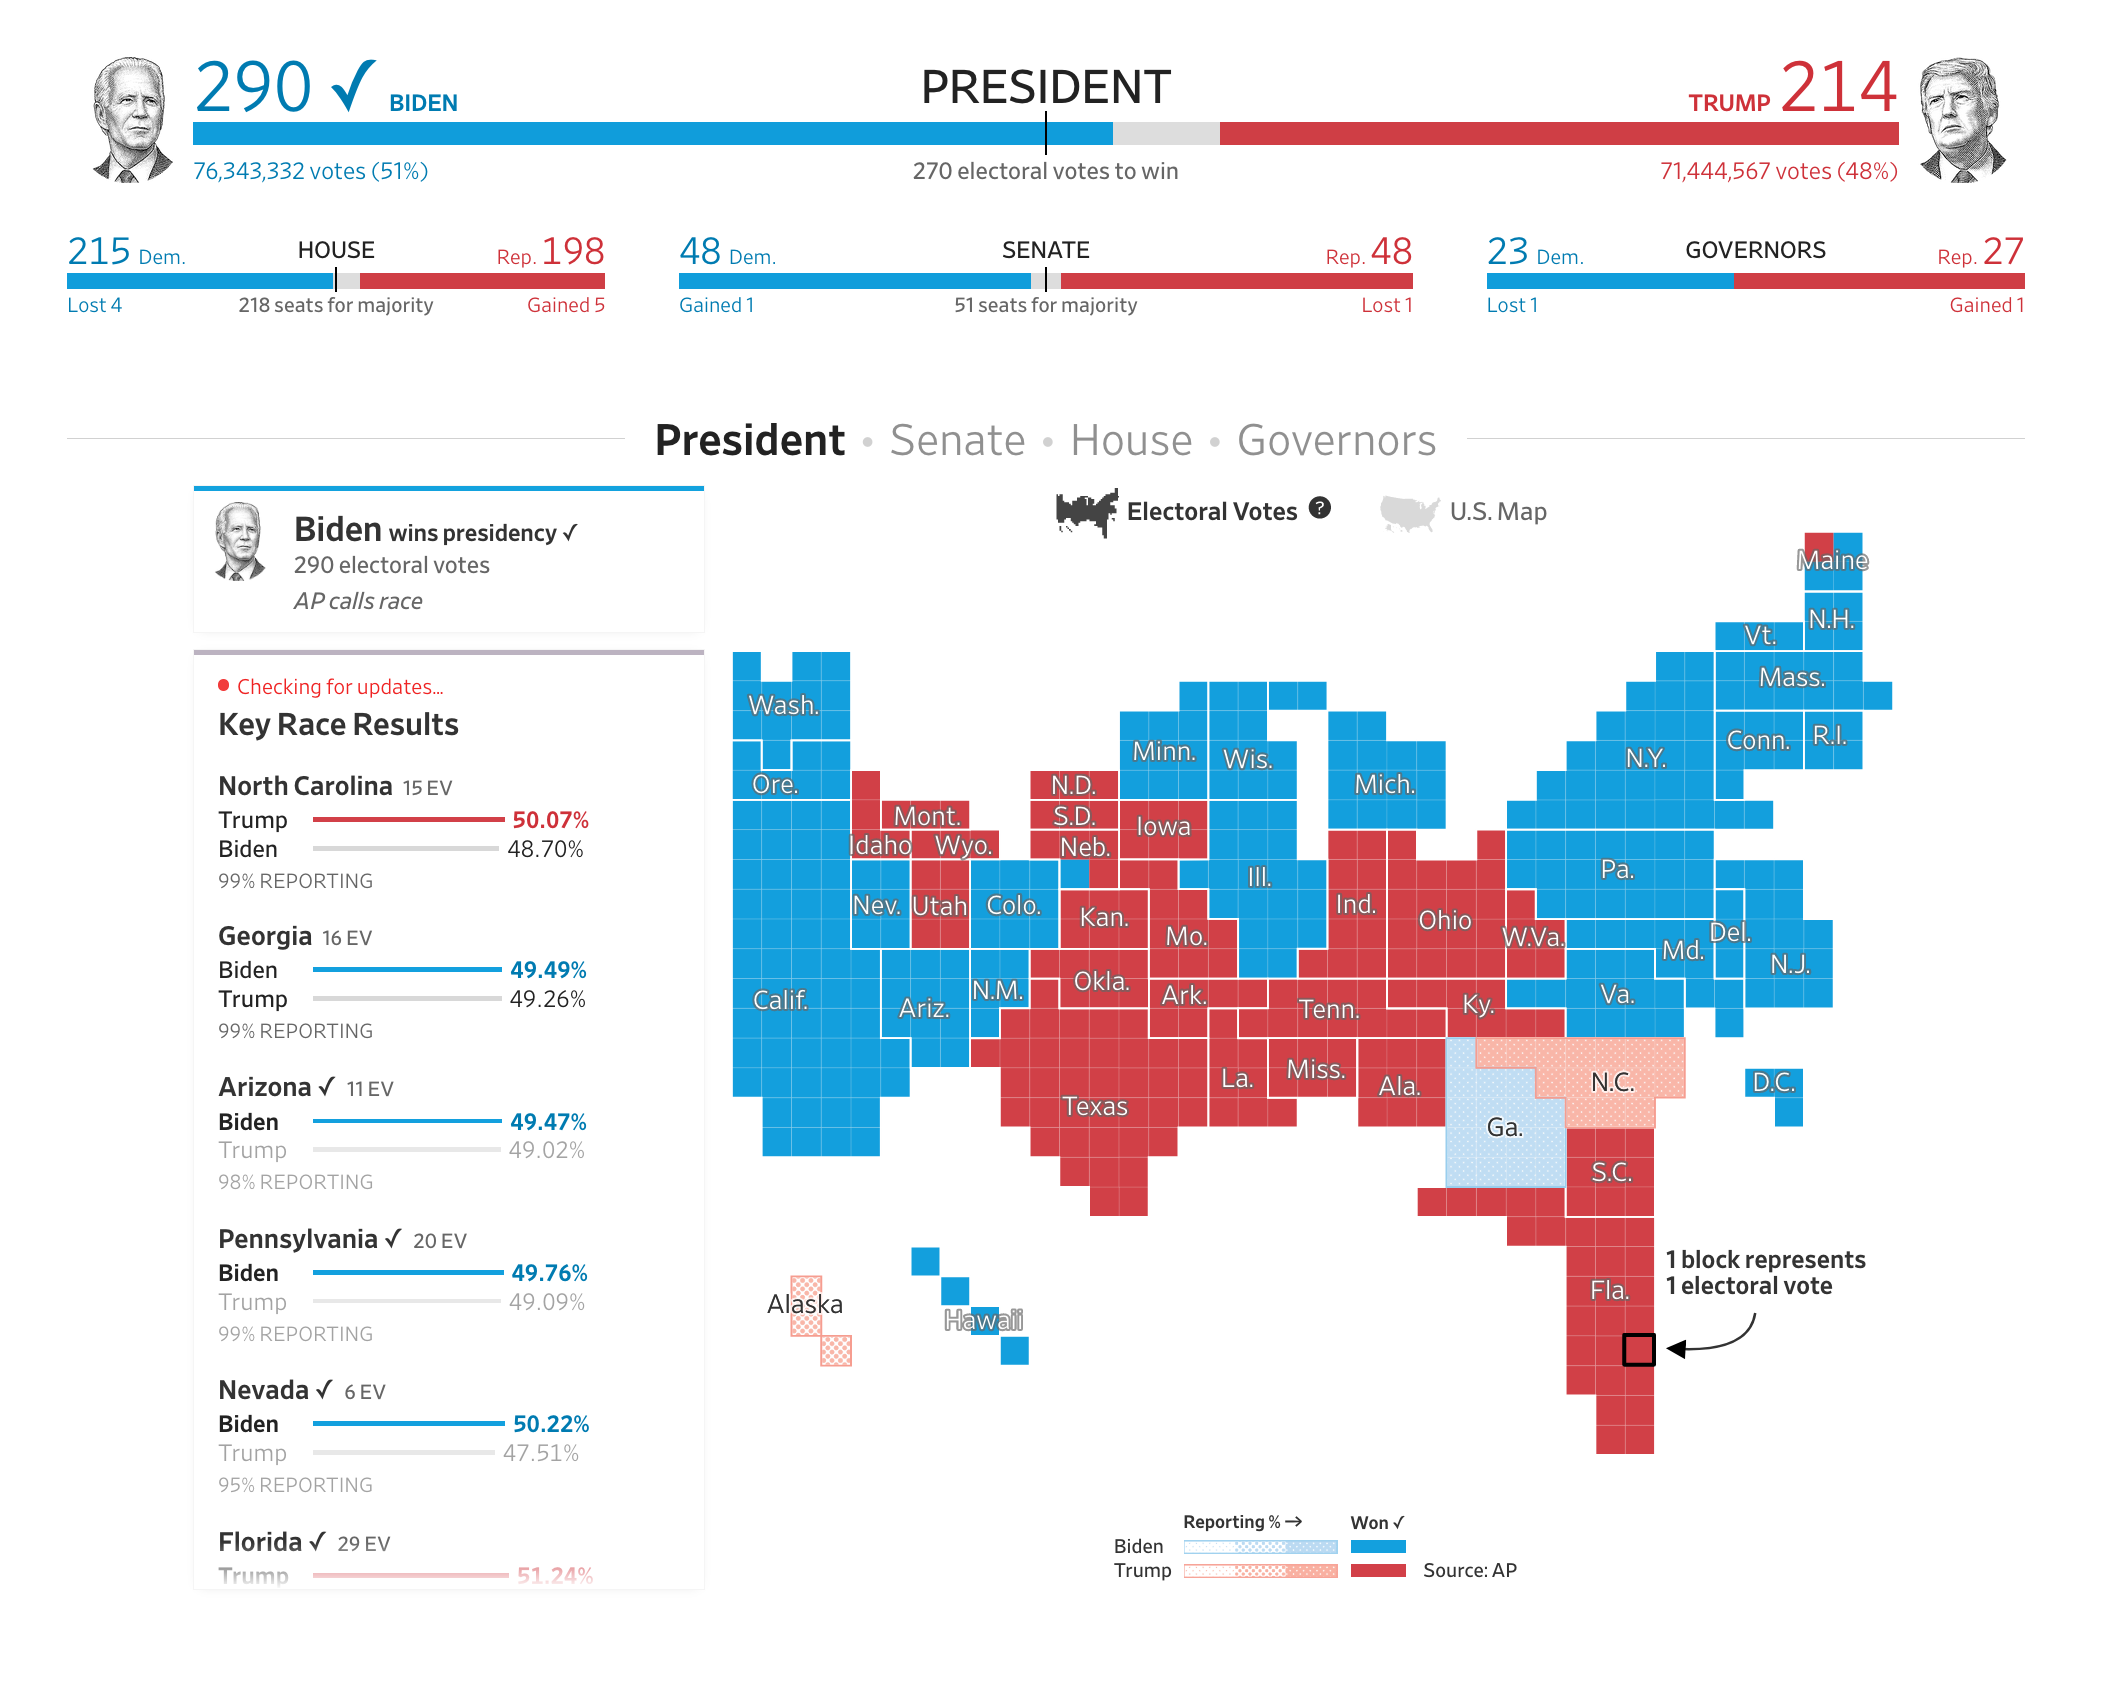 290 ✓ BIDEN
PRESIDENT
TRUMP 214
76,343,332 votes (51%)
270 electoral votes to win
71,444,567 votes (48%)
215 Dem.
HOUSE
Rep. 198
Lost 4
218 seats for majority
Gained 5
48 Dem.
SENATE
Rep. 48
Gained 1
51 seats for majority
Lost 1
23 Dem.
GOVERNORS
Rep. 27
Lost 1
Gained 1
President • Senate • House • Governors
Biden wins presidency ✓
290 electoral votes
AP calls race
Checking for updates...
Key Race Results
North Carolina 15 EV
Trump 50.07%
Biden 48.70%
99% REPORTING
Georgia 16 EV
Biden 49.49%
Trump 49.26%
99% REPORTING
Arizona ✓ 11 EV
Biden 49.47%
Trump 49.02%
98% REPORTING
Pennsylvania ✓ 20 EV
Biden 49.76%
Trump 49.09%
99% REPORTING
Nevada ✓ 6 EV
Biden 50.22%
Trump 47.51%
95% REPORTING
Florida ✓ 29 EV
Trump 51.24%
Electoral Votes ?
U.S. Map
Maine
N.H.
Vt.
Mass.
Wash.
Minn.
Wis.
Mich.
N.Y.
Conn.
R.I.
Ore.
N.D.
Mont.
S.D.
Iowa
Idaho
Wyo.
Neb.
Ill.
Pa.
Nev.
Utah
Colo.
Kan.
Mo.
Ind.
Ohio
W.Va.
Md.
Del.
N.J.
Calif.
Ariz.
N.M.
Okla.
Ark.
Tenn.
Ky.
Va.
La.
Miss.
Ala.
N.C.
D.C.
Texas
Ga.
S.C.
Alaska
Hawaii
Fla.
1 block represents
1 electoral vote
Reporting % →
Won ✓
Biden
Trump
Source: AP